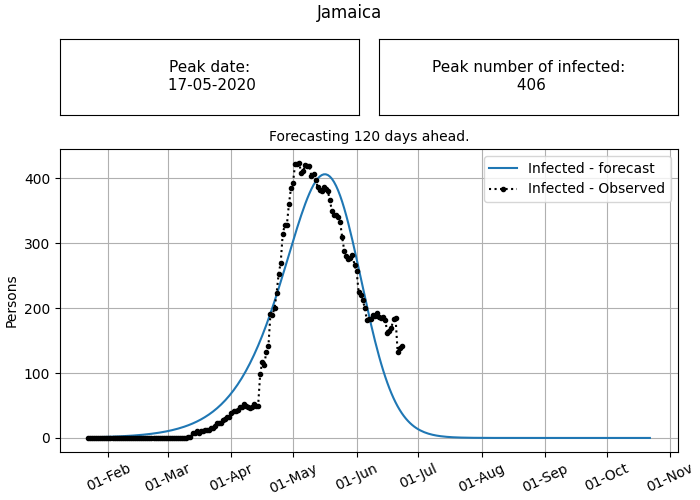 Jamaica
Peak date:
17-05-2020
Peak number of infected:
406
Forecasting 120 days ahead.
Infected - forecast
Infected - Observed
Persons
400
300
200
100
0
01-Feb
01-Mar
01-Apr
01-May
01-Jun
01-Jul
01-Aug
01-Sep
01-Oct
01-Nov